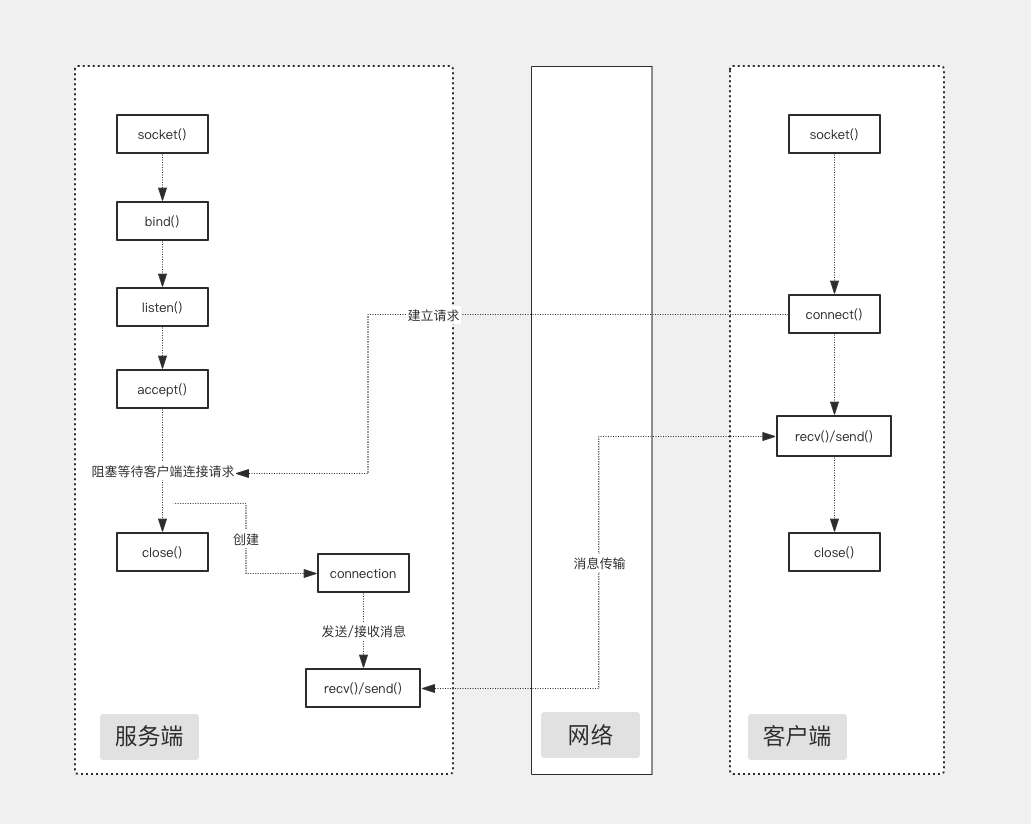 socket()
bind()
listen()
accept()
阻塞等待客户端连接请求
close()
创建
connection
发送/接收消息
recv()/send()
服务端
建立请求
消息传输
网络
socket()
connect()
recv()/send()
close()
客户端